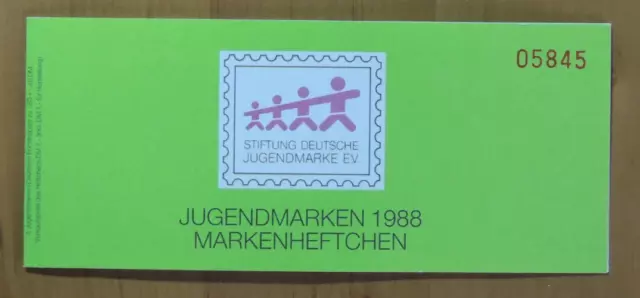 05845
STIFTUNG DEUTSCHE
JUGENDMARKE E.V.
JUGENDMARKEN 1988
MARKENHEFTCHEN